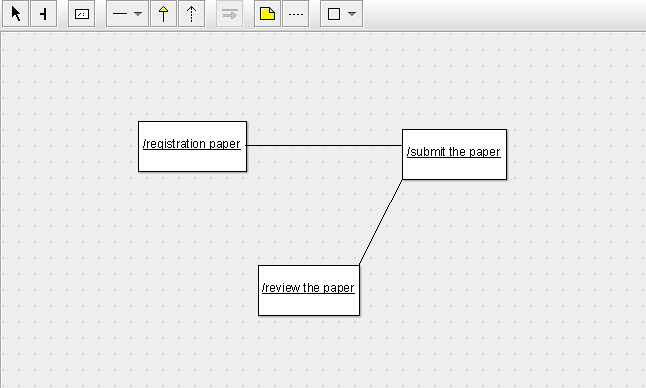 /registration paper
/submit the paper
/review the paper